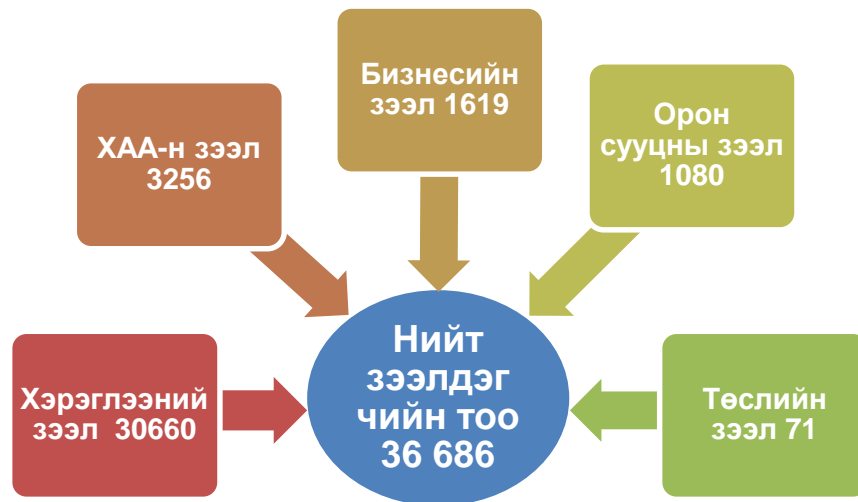 Бизнесийн
зээл 1619
ХАА-н зээл
3256
Орон
сууцны зээл
1080
Хэрэглээний
зээл 30660
Нийт
зээлдэг
чийн тоо
36 686
Төслийн
зээл 71